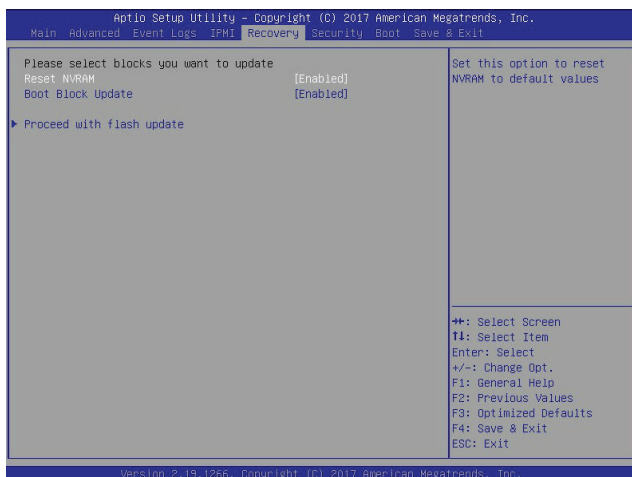 Aptio Setup Utility – Copyright (C) 2017 American Megatrends, Inc.
Main Advanced Event Logs IPMI Recovery Security Boot Save & Exit
Please select blocks you want to update
Reset NVRAM [Enabled]
Boot Block Update [Enabled]
► Proceed with flash update
Set this option to reset
NVRAM to default values
→←: Select Screen
↑↓: Select Item
Enter: Select
+/-: Change Opt.
F1: General Help
F2: Previous Values
F3: Optimized Defaults
F4: Save & Exit
ESC: Exit
Version 2.19.1266. Copyright (C) 2017 American Megatrends, Inc.